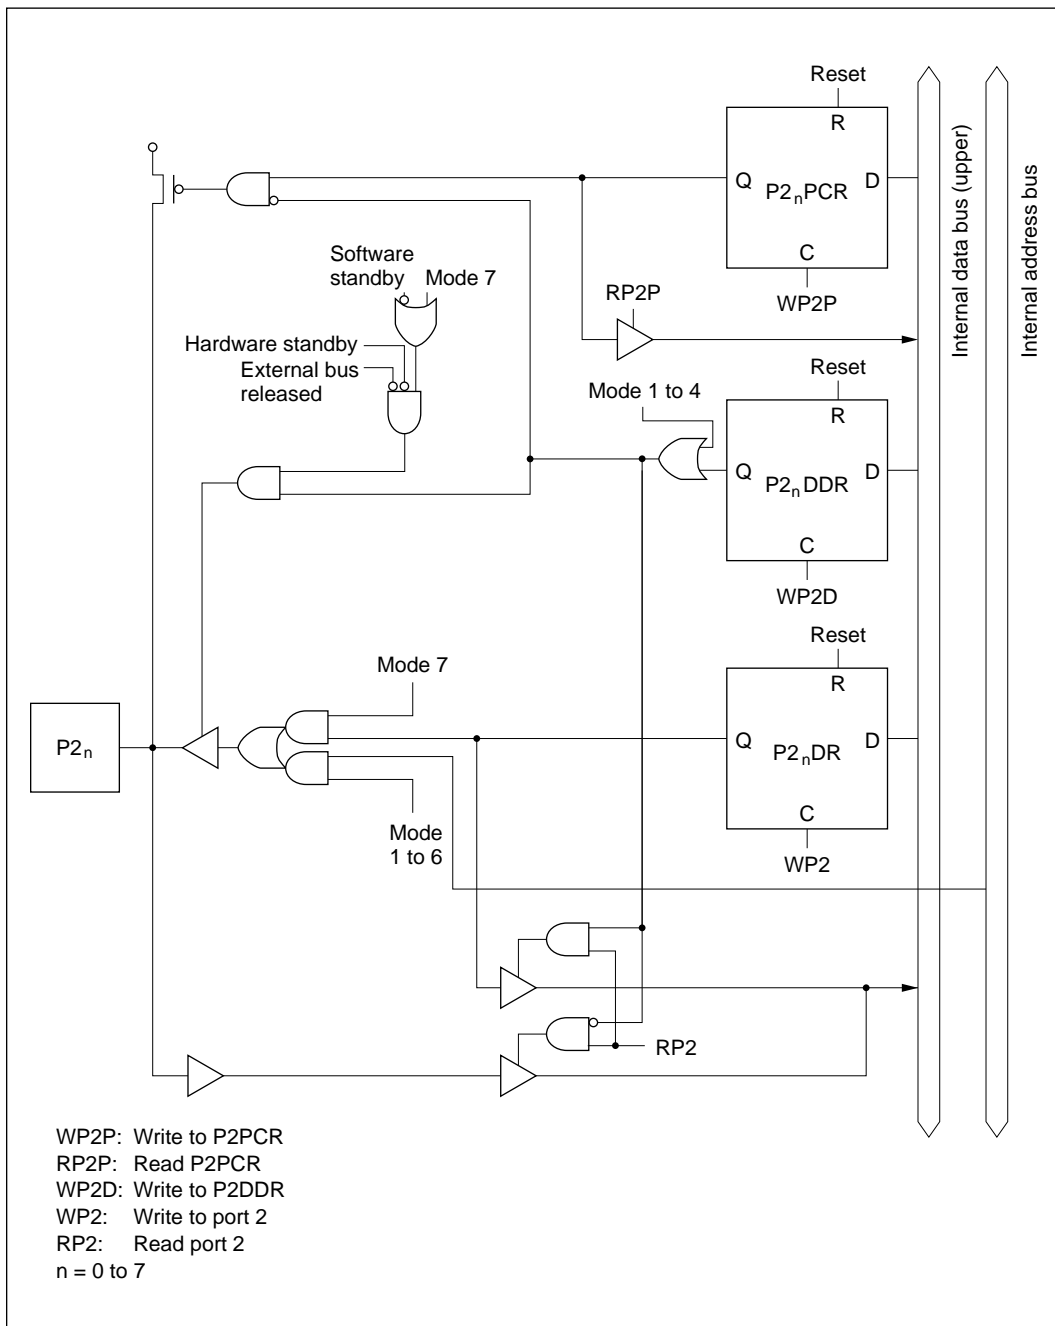 Reset
R
Q
P2nPCR
D
C
WP2P
Internal data bus (upper)
Internal address bus
Software
standby
Mode 7
RP2P
Hardware standby
External bus
released
Mode 1 to 4
Reset
R
Q
P2nDDR
D
C
WP2D
Reset
Mode 7
R
P2n
Q
P2nDR
D
C
Mode
1 to 6
WP2
RP2
WP2P: Write to P2PCR
RP2P: Read P2PCR
WP2D: Write to P2DDR
WP2: Write to port 2
RP2: Read port 2
n = 0 to 7